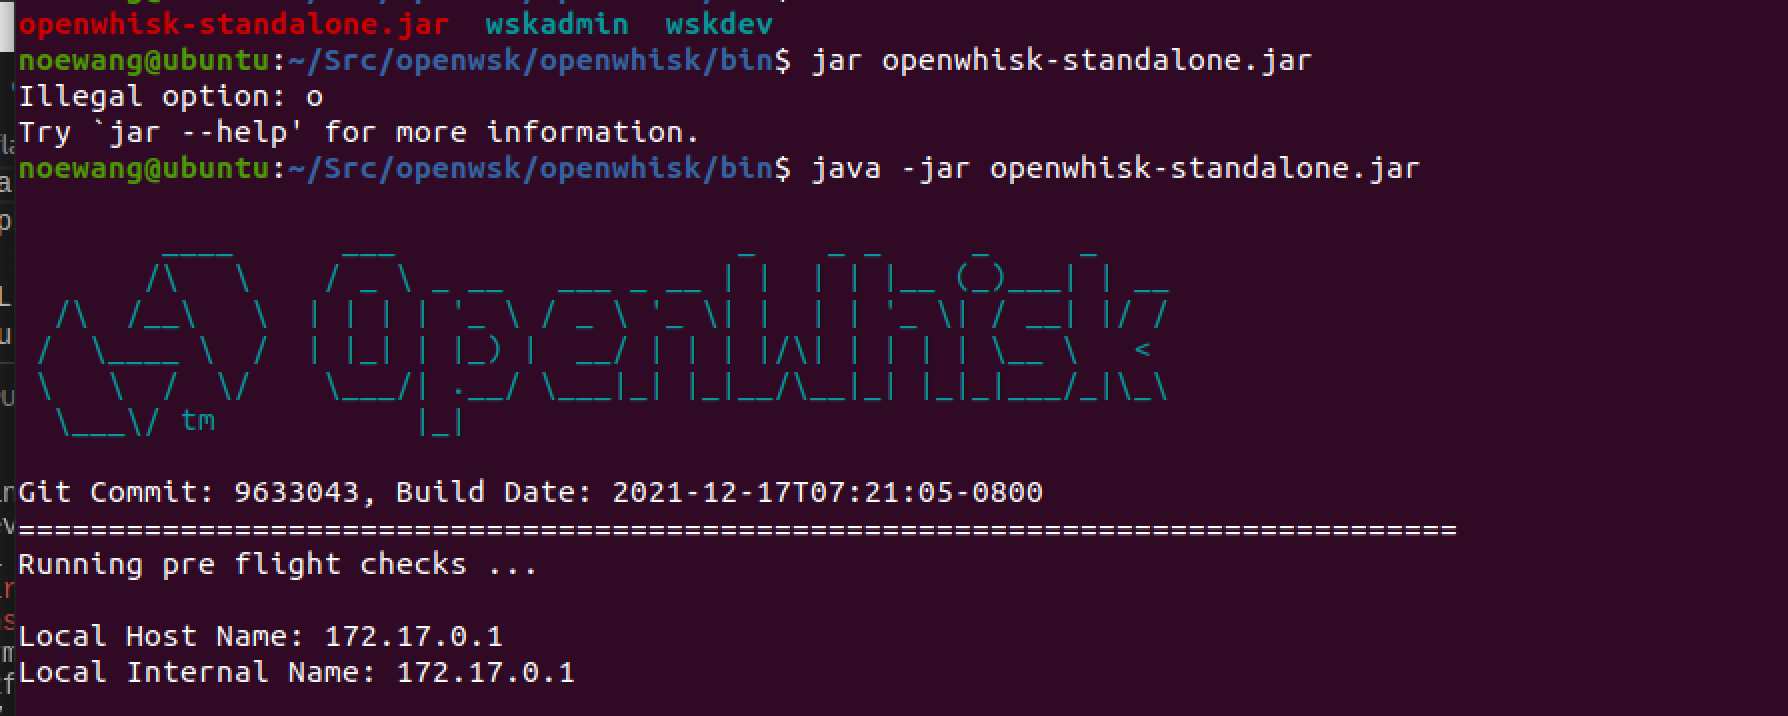 openwhisk-standalone.jar  wskadmin  wskdev
noewang@ubuntu:~/Src/openwsk/openwhisk/bin$ jar openwhisk-standalone.jar
Illegal option: o
Try `jar --help' for more information.
noewang@ubuntu:~/Src/openwsk/openwhisk/bin$ java -jar openwhisk-standalone.jar
OpenWhisk
tm
Git Commit: 9633043, Build Date: 2021-12-17T07:21:05-0800
================================================================================
Running pre flight checks ...
Local Host Name: 172.17.0.1
Local Internal Name: 172.17.0.1